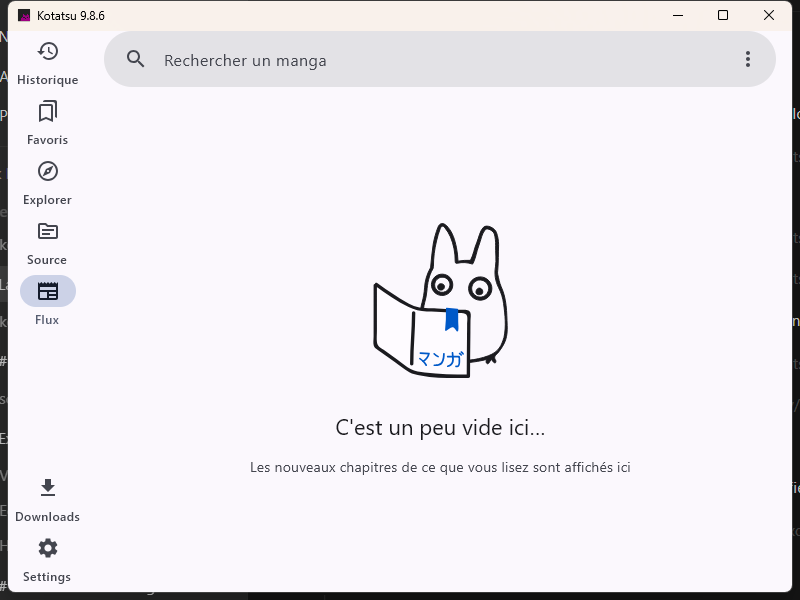 Kotatsu 9.8.6
Rechercher un manga
Historique
Favoris
Explorer
Source
Flux
マンガ
C'est un peu vide ici...
Les nouveaux chapitres de ce que vous lisez sont affichés ici
Downloads
Settings